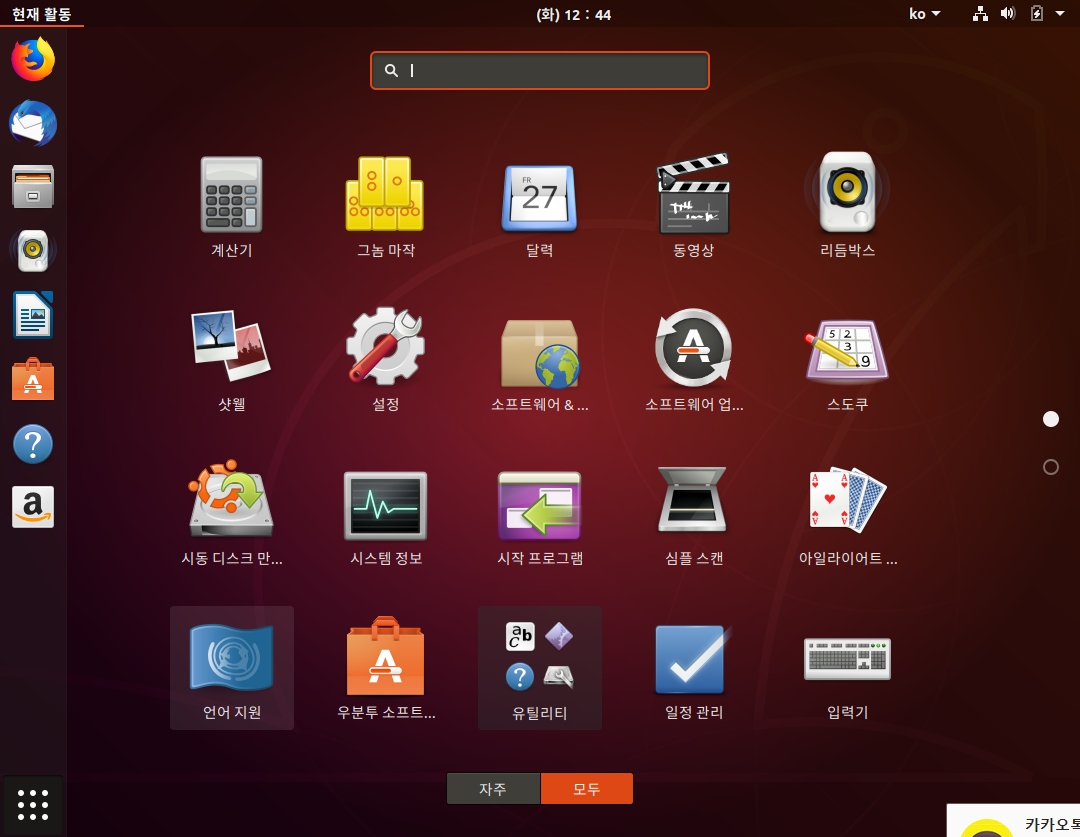 현재 활동
(화) 12 : 44
ko
계산기
그놈 마작
FR
27
달력
동영상
리듬박스
샷웰
설정
소프트웨어 & ...
소프트웨어 업...
5 2
3
9
스도쿠
시동 디스크 만...
시스템 정보
시작 프로그램
심플 스캔
A A
A A
아일라이어트 ...
언어 지원
우분투 소프트...
ab
c
?
유틸리티
일정 관리
입력기
?
a
자주
모두
카카오톡